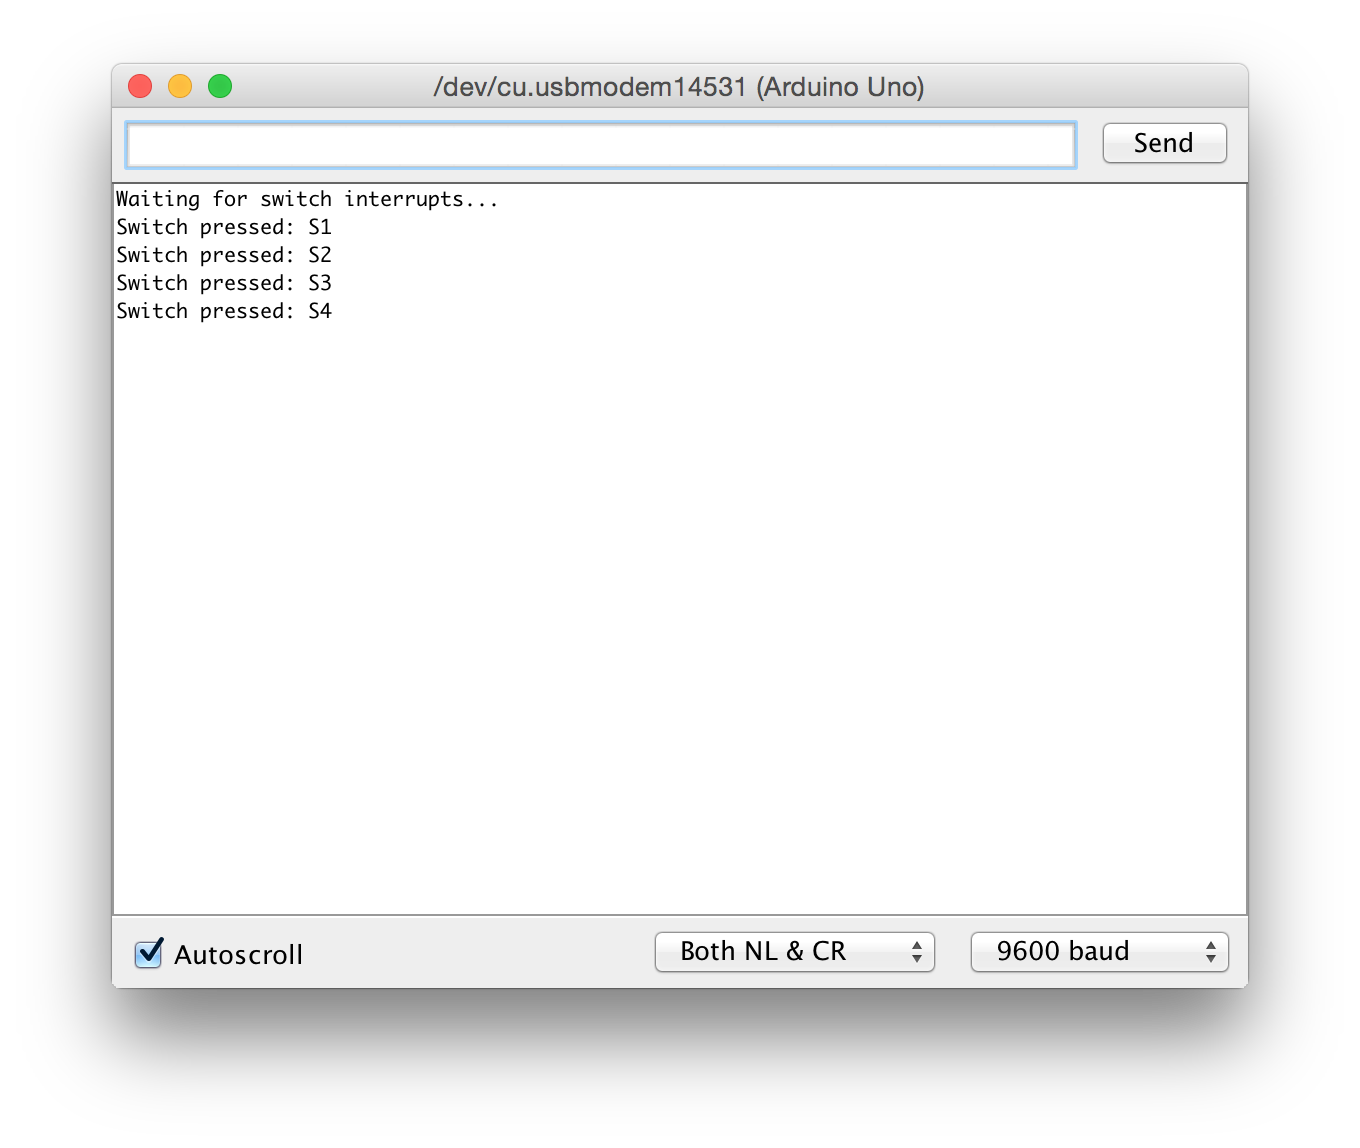 /dev/cu.usbmodem14531 (Arduino Uno)
Send
Waiting for switch interrupts...
Switch pressed: S1
Switch pressed: S2
Switch pressed: S3
Switch pressed: S4
Autoscroll
Both NL & CR
9600 baud